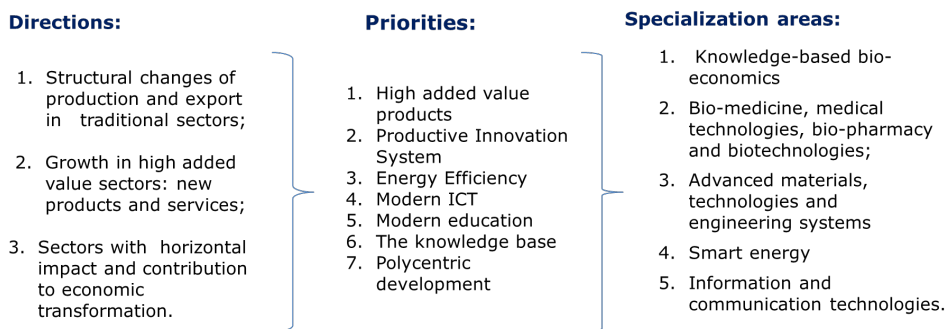 Directions:
1. Structural changes of
production and export
in traditional sectors;
2. Growth in high added
value sectors: new
products and services;
3. Sectors with horizontal
impact and contribution
to economic
transformation.
Priorities:
1. High added value
products
2. Productive Innovation
System
3. Energy Efficiency
4. Modern ICT
5. Modern education
6. The knowledge base
7. Polycentric
development
Specialization areas:
1. Knowledge-based bio-
economics
2. Bio-medicine, medical
technologies, bio-pharmacy
and biotechnologies;
3. Advanced materials,
technologies and
engineering systems
4. Smart energy
5. Information and
communication technologies.